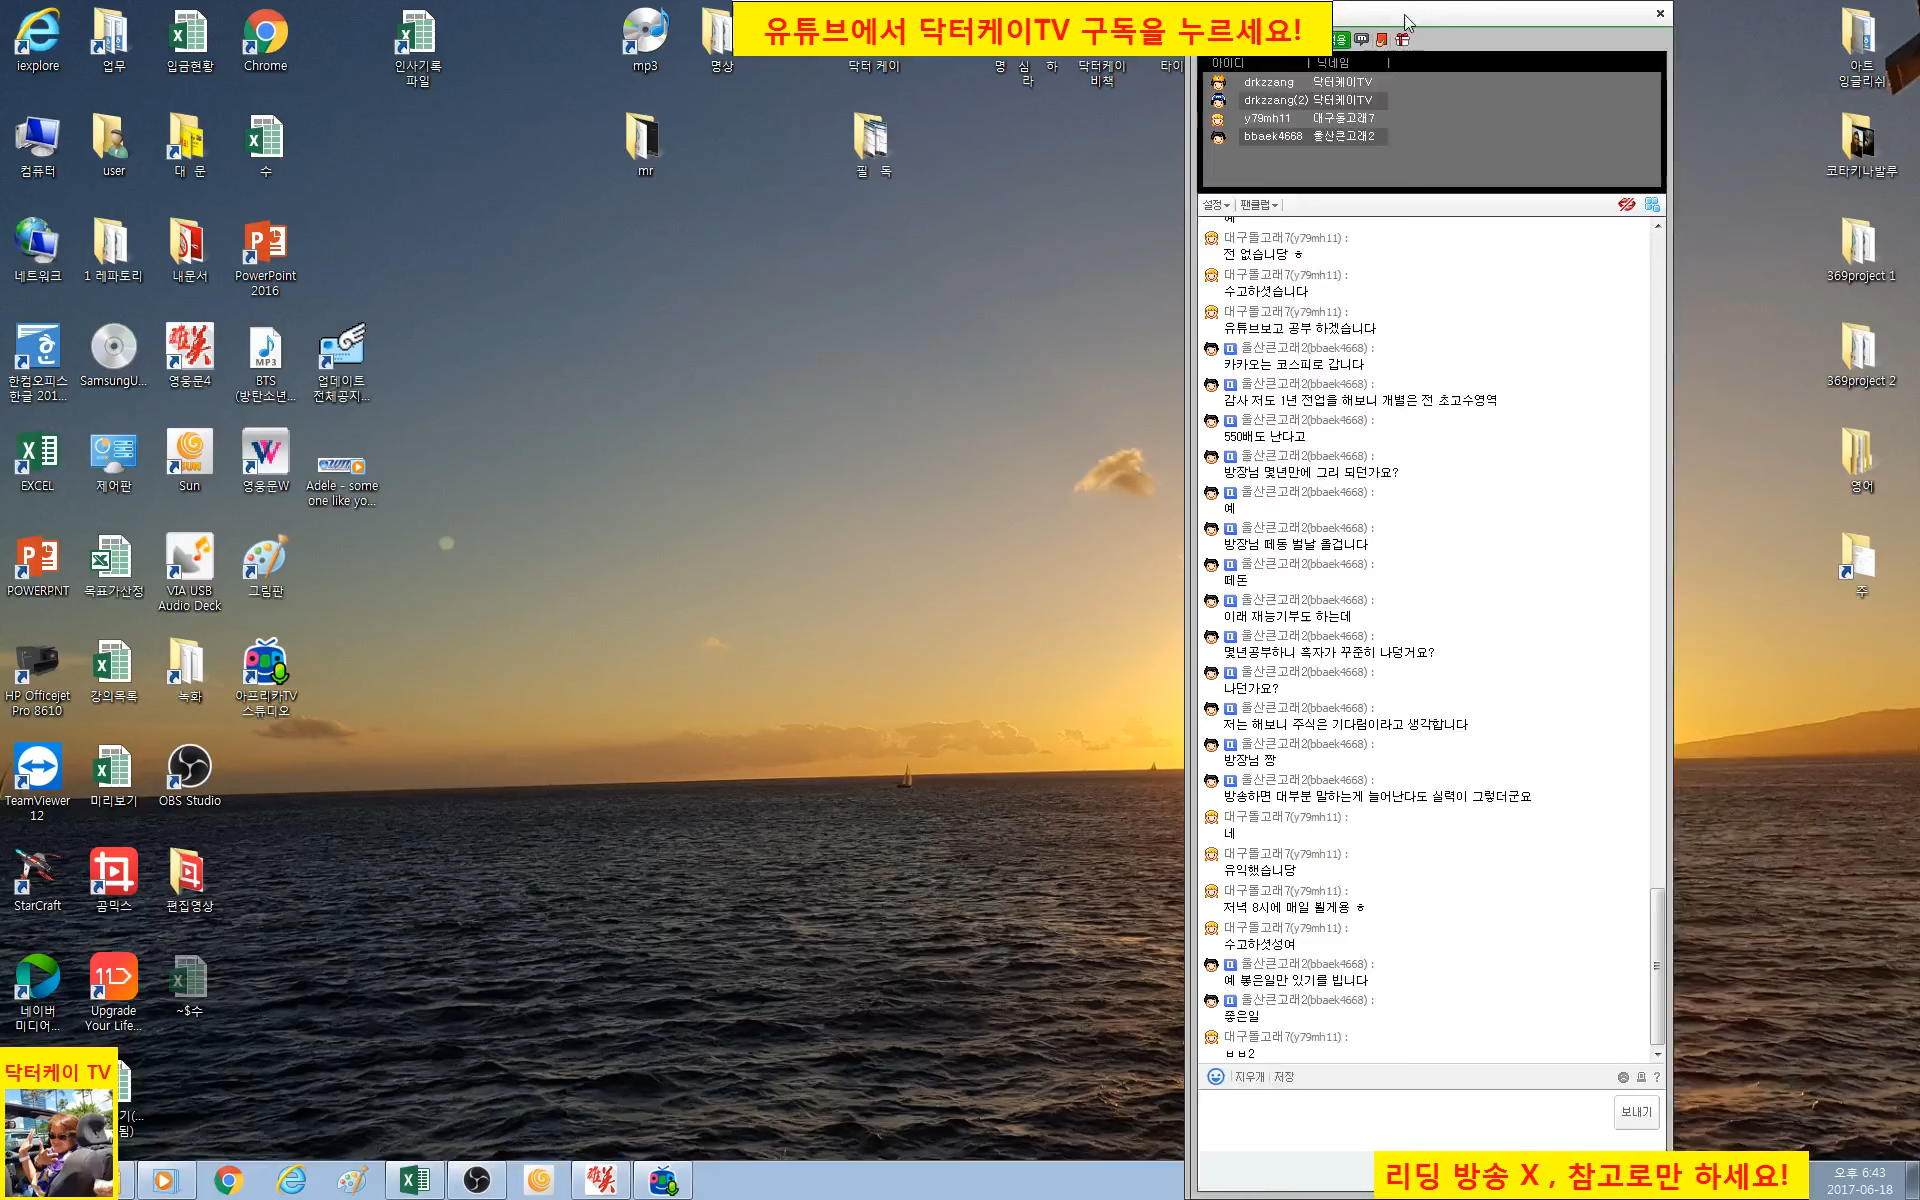 유튜브에서 닥터케이TV 구독을 누르세요!
iexplore
업무
입금현황
Chrome
인사기록
파일
mp3
명상
닥터 케이
명
심
라
하
닥터케이
비책
타이
아트
잉글리쉬
컴퓨터
user
대 문
수
mr
필 독
코타키나발루
네트워크
1 레파토리
내문서
PowerPoint
2016
369project 1
한컴오피스
한글 201...
SamsungU...
영웅문4
BTS
(방탄소년...
업데이트
전체공지...
369project 2
EXCEL
제어판
Sun
영웅문W
Adele - some
one like yo...
영어
POWERPNT
목표가산정
VIA USB
Audio Deck
그림판
주
HP Officejet
Pro 8610
강의목록
녹화
아프리카TV
스튜디오
TeamViewer
12
미리보기
OBS Studio
StarCraft
곰믹스
편집영상
네이버
미디어...
Upgrade
Your Life...
~$수
닥터케이 TV
기(...
됨)
아이디 | 닉네임 |
drkzzang 닥터케이TV
drkzzang(2) 닥터케이TV
y79mh11 대구돌고래7
bbaek4668 울산큰고래2
설정 | 팬클럽 |
예
대구돌고래7(y79mh11) :
전 없습니당 ㅎ
대구돌고래7(y79mh11) :
수고하셧습니다
대구돌고래7(y79mh11) :
유튜브보고 공부 하겠습니다
울산큰고래2(bbaek4668) :
카카오는 코스피로 갑니다
울산큰고래2(bbaek4668) :
감사 저도 1년 전업을 해보니 개별은 전 초고수영역
울산큰고래2(bbaek4668) :
550배도 난다고
울산큰고래2(bbaek4668) :
방장님 몇년만에 그리 되던가요?
울산큰고래2(bbaek4668) :
예
울산큰고래2(bbaek4668) :
방장님 떼동 벌날 올겁니다
울산큰고래2(bbaek4668) :
떼돈
울산큰고래2(bbaek4668) :
이래 재능기부도 하는데
울산큰고래2(bbaek4668) :
몇년공부하니 흑자가 꾸준히 나덩거요?
울산큰고래2(bbaek4668) :
나던가요?
울산큰고래2(bbaek4668) :
저는 해보니 주식은 기다림이라고 생각합니다
울산큰고래2(bbaek4668) :
방장님 짱
울산큰고래2(bbaek4668) :
방송하면 대부분 말하는게 늘어난다도 실력이 그렇더군요
대구돌고래7(y79mh11) :
네
대구돌고래7(y79mh11) :
유익했습니당
대구돌고래7(y79mh11) :
저녁 8시에 매일 뵐게용 ㅎ
대구돌고래7(y79mh11) :
수고하셧성여
울산큰고래2(bbaek4668) :
예 봉은일만 있기를 빕니다
울산큰고래2(bbaek4668) :
좋은일
대구돌고래7(y79mh11) :
ㅂㅂ2
지우개 | 저장
보내기
리딩 방송 X , 참고로만 하세요!
오후 6:43
2017-06-18